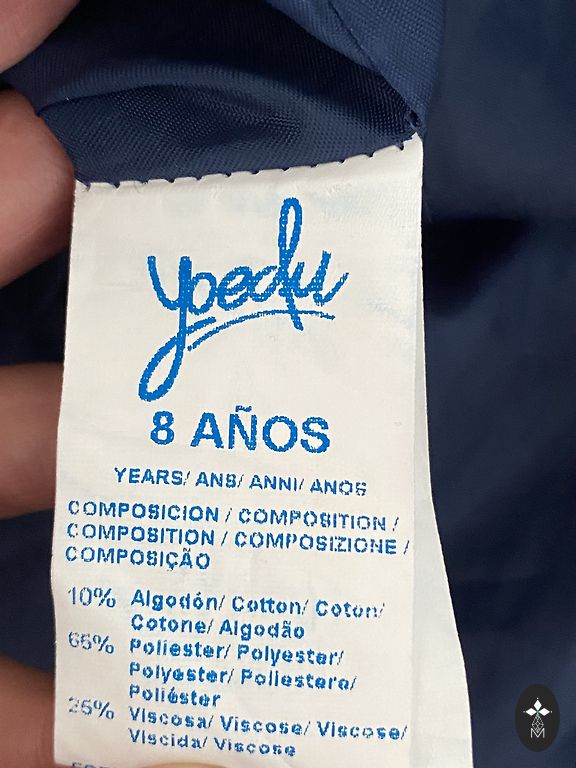 ypedu
8 AÑOS
YEARS/ ANS/ ANNI/ ANOS
COMPOSICION / COMPOSITION /
COMPOSITION / COMPOSIZIONE /
COMPOSIÇÃO
10% Algodón/ Cotton/ Coton/
Cotone/ Algodão
65% Poliester/ Polyester/
Polyester/ Poliestere/
Poliéster
25% Viscosa/ Viscose/ Viscose/
Viscida/ Viscose